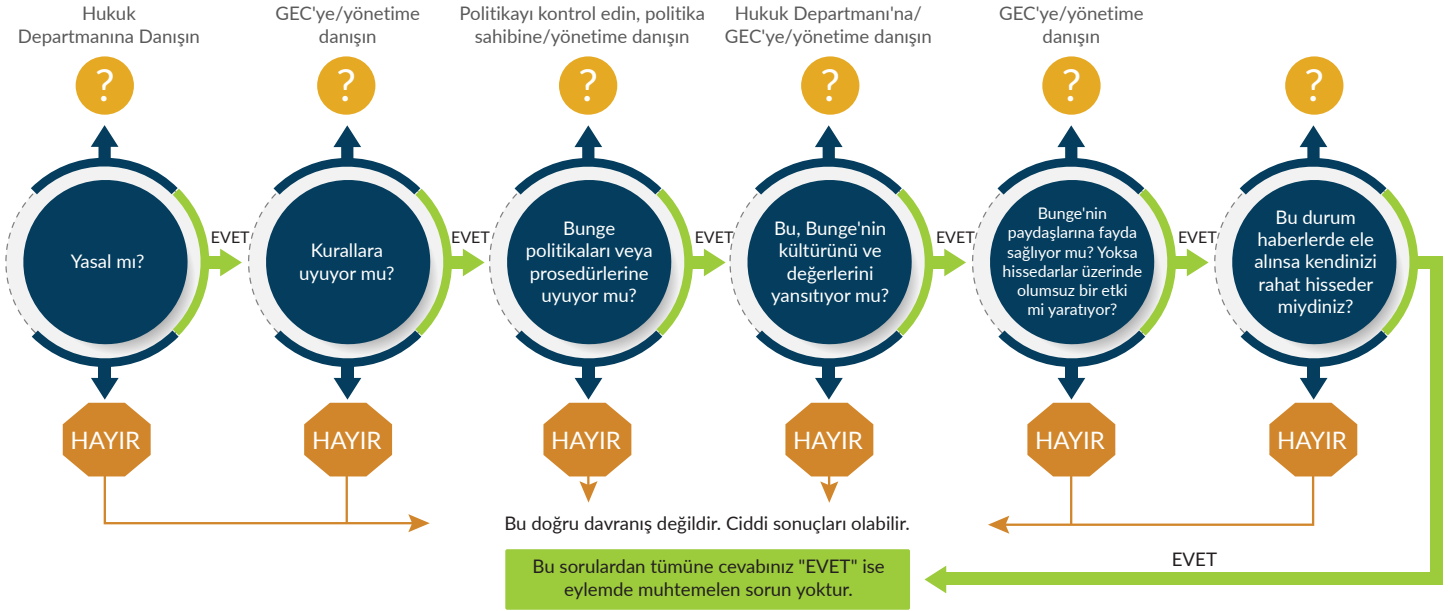 Hukuk
Departmanına Danışın
GEC'ye/yönetime
danışın
Politikayı kontrol edin, politika
sahibine/yönetime danışın
Hukuk Departmanı'na/
GEC'ye/yönetime danışın
GEC'ye/yönetime
danışın
?
?
?
?
?
?
Yasal mı?
EVET
Kurallara
uyuyor mu?
EVET
Bunge
politikaları veya
prosedürlerine
uyuyor mu?
EVET
Bu, Bunge'nin
kültürünü ve
değerlerini
yansıtıyor mu?
EVET
Bunge'nin
paydaşlarına fayda
sağlıyor mu? Yoksa
hissedarlar üzerinde
olumsuz bir etki
mi yaratıyor?
EVET
Bu durum
haberlerde ele
alınsa kendinizi
rahat hisseder
miydiniz?
HAYIR
HAYIR
HAYIR
HAYIR
HAYIR
HAYIR
Bu doğru davranış değildir. Ciddi sonuçları olabilir.
Bu sorulardan tümüne cevabınız "EVET" ise
eylemde muhtemelen sorun yoktur.
EVET